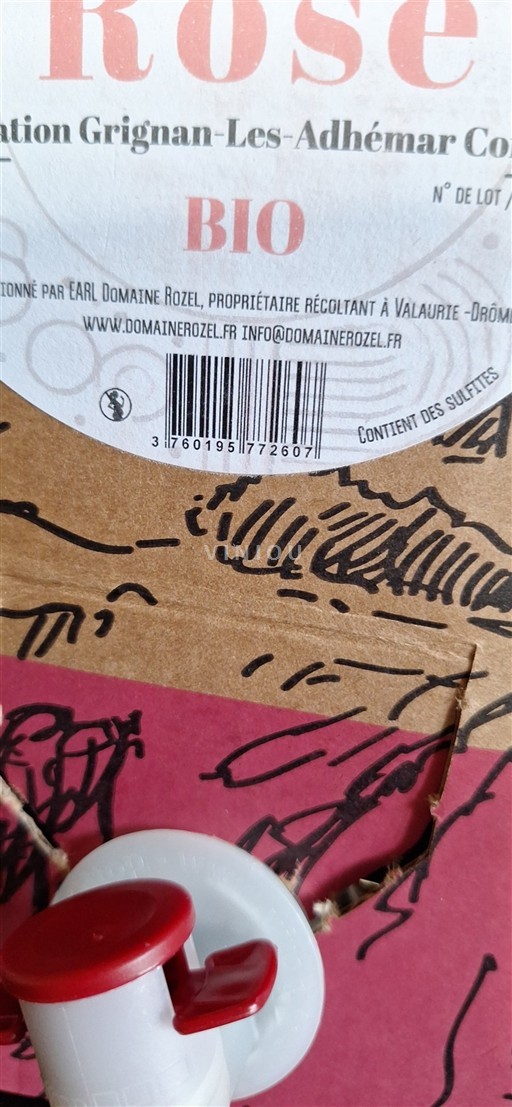 Rosé
ation Grignan-Les-Adhémar Co
N° DE LOT /
BIO
IONNÉ PAR EARL DOMAINE ROZEL, PROPRIÉTAIRE RÉCOLTANT À VALAURIE -DRÔM
WWW.DOMAINEROZEL.FR INFO@DOMAINEROZEL.FR
CONTIENT DES SULFITES
3 760195 772607
VINJOU